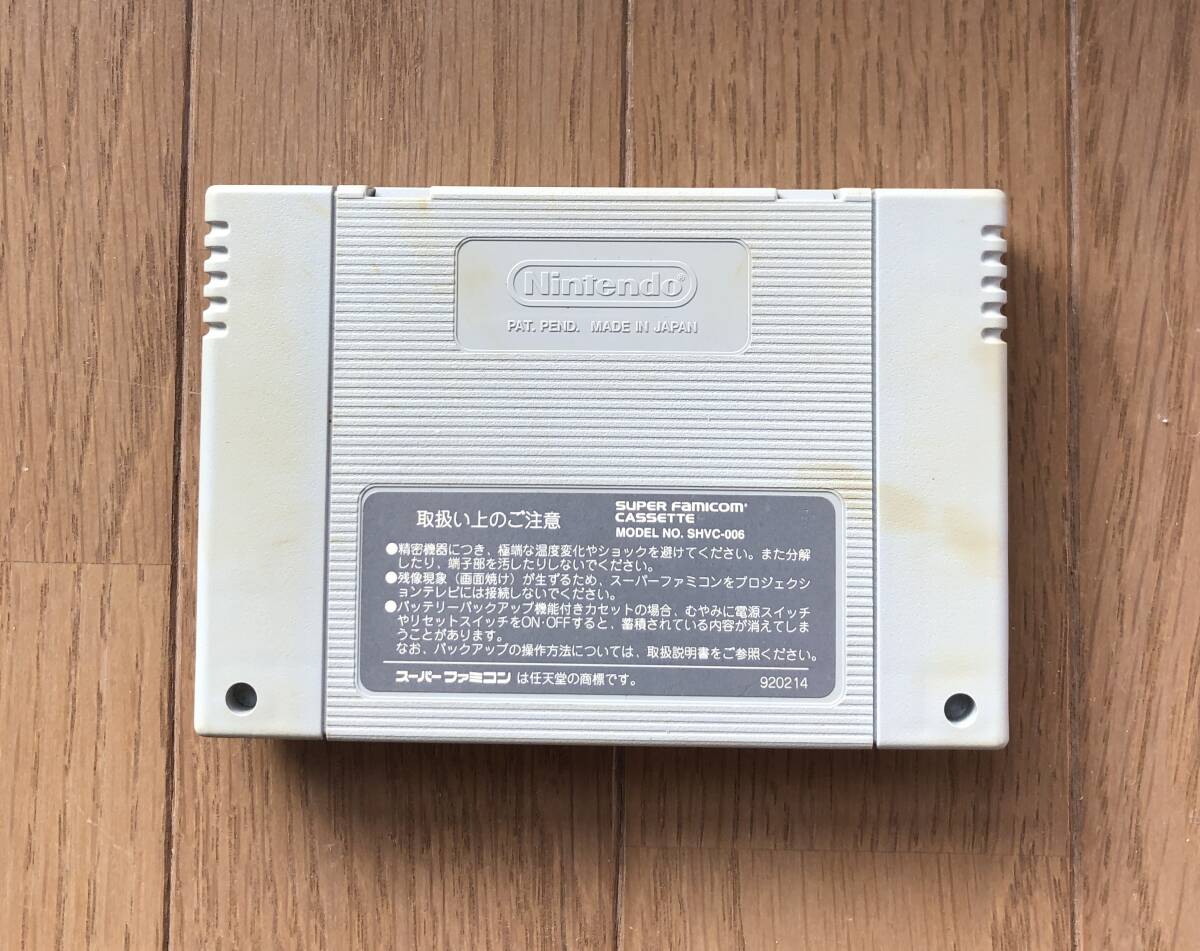 Nintendo®
PAT. PEND. MADE IN JAPAN
取扱い上のご注意
SUPER FAMICOM
CASSETTE
MODEL NO. SHVC-006
●精密機器につき、極端な温度変化やショックを避けてください。また分解
したり、端子部を汚したりしないでください。
●残像現象（画面焼け）が生ずるため、スーパーファミコンをプロジェクシ
ョンテレビには接続しないでください。
●バッテリーバックアップ機能付きカセットの場合、むやみに電源スイッチ
やリセットスイッチをON・OFFすると、蓄積されている内容が消えてしま
うことがあります。
なお、バックアップの操作方法については、取扱説明書をご参照ください。
スーパーファミコン は任天堂の商標です。
920214